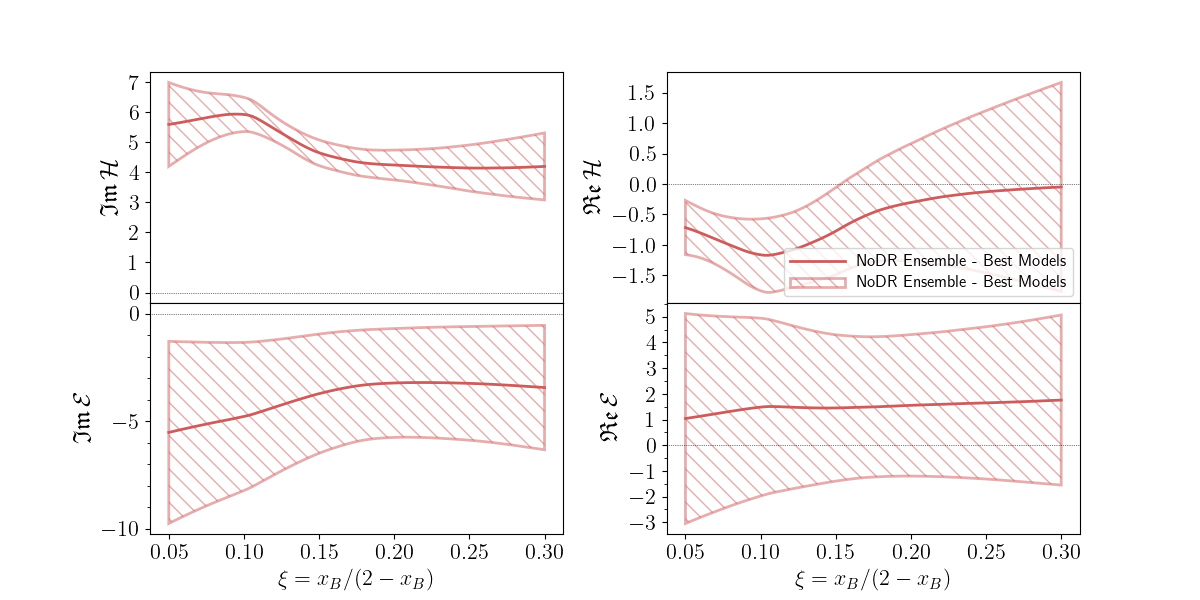 7
6
5
4
3
2
1
0
ℑm ℋ
1.5
1.0
0.5
0.0
−0.5
−1.0
−1.5
ℜe ℋ
NoDR Ensemble - Best Models
NoDR Ensemble - Best Models
0
−5
−10
ℑm ℰ
0.05 0.10 0.15 0.20 0.25 0.30
ξ = x_B/(2 − x_B)
5
4
3
2
1
0
−1
−2
−3
ℜe ℰ
0.05 0.10 0.15 0.20 0.25 0.30
ξ = x_B/(2 − x_B)